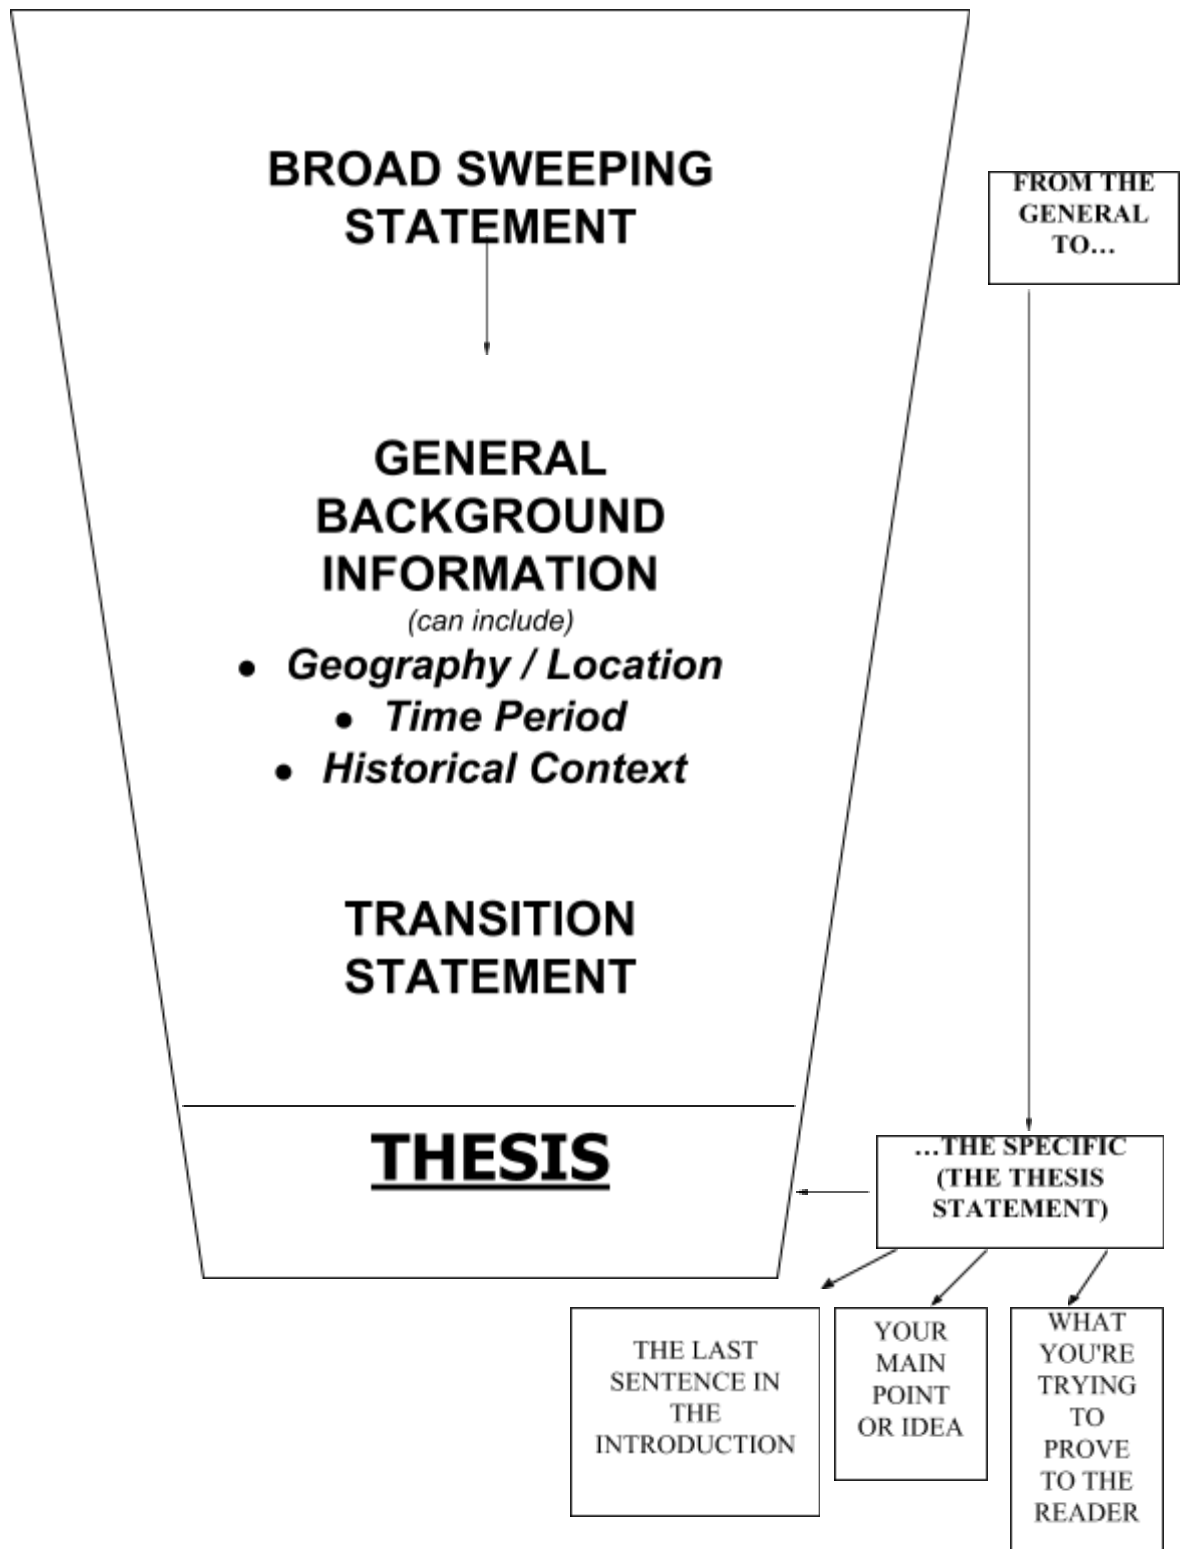 BROAD SWEEPING
STATEMENT
FROM THE
GENERAL
TO…
GENERAL
BACKGROUND
INFORMATION
(can include)
● Geography / Location
● Time Period
● Historical Context
TRANSITION
STATEMENT
THESIS
…THE SPECIFIC
(THE THESIS
STATEMENT)
THE LAST
SENTENCE IN
THE
INTRODUCTION
YOUR
MAIN
POINT
OR IDEA
WHAT
YOU'RE
TRYING
TO
PROVE
TO THE
READER